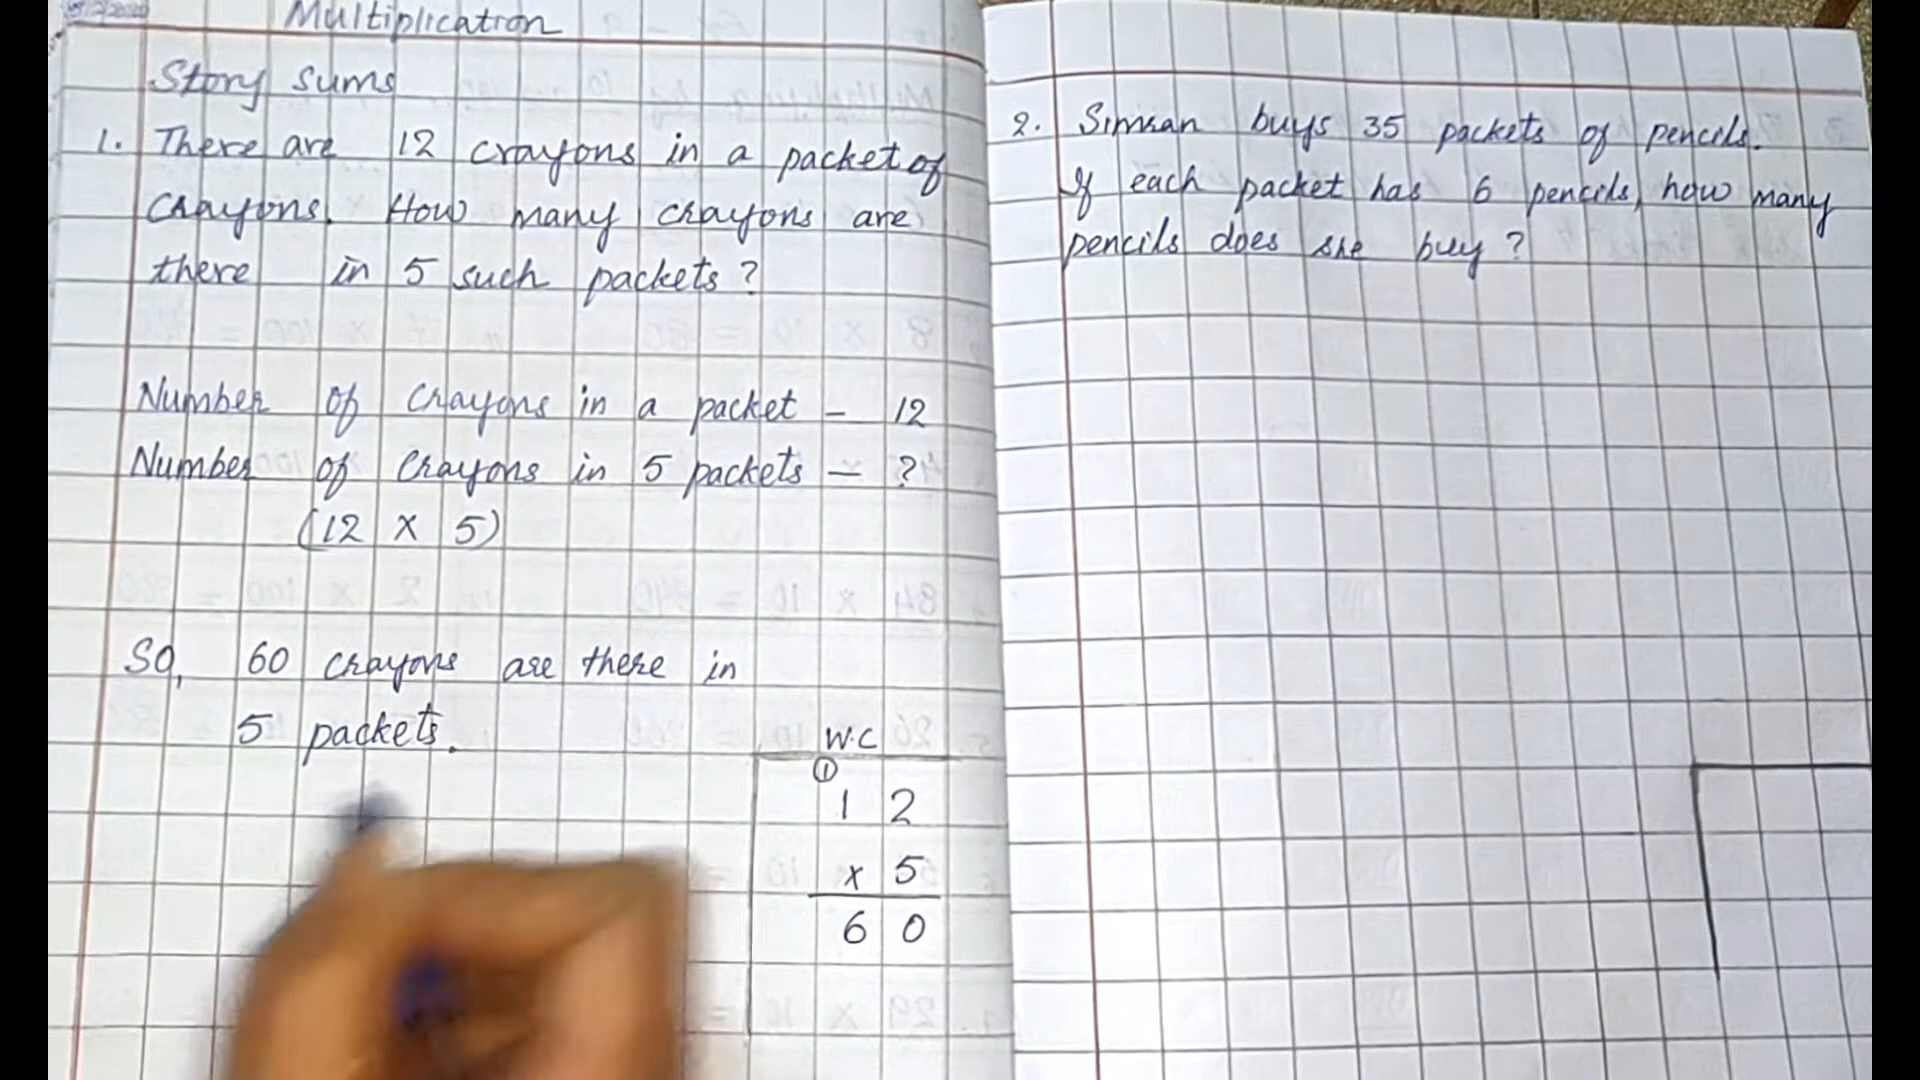 Multiplication
Story sums
1. There are 12 crayons in a packet of
crayons. How many crayons are
there in 5 such packets?
Number of crayons in a packet - 12
Number of crayons in 5 packets - ?
(12 x 5)
So, 60 crayons are there in
5 packets.
W.C
1
1 2
x 5
6 0
2. Simran buys 35 packets of pencils.
If each packet has 6 pencils, how many
pencils does she buy?